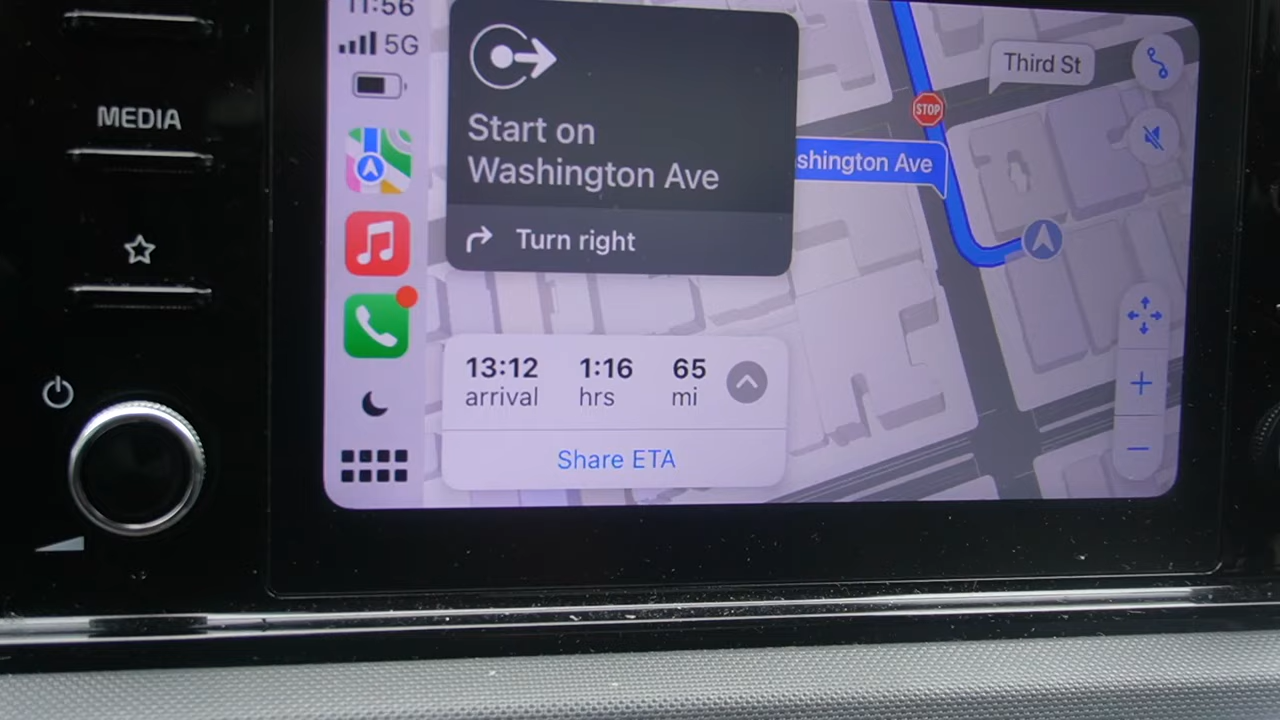 11:56
5G
MEDIA
Start on
Washington Ave
Turn right
Third St
STOP
shington Ave
13:12 1:16 65
arrival hrs mi
Share ETA